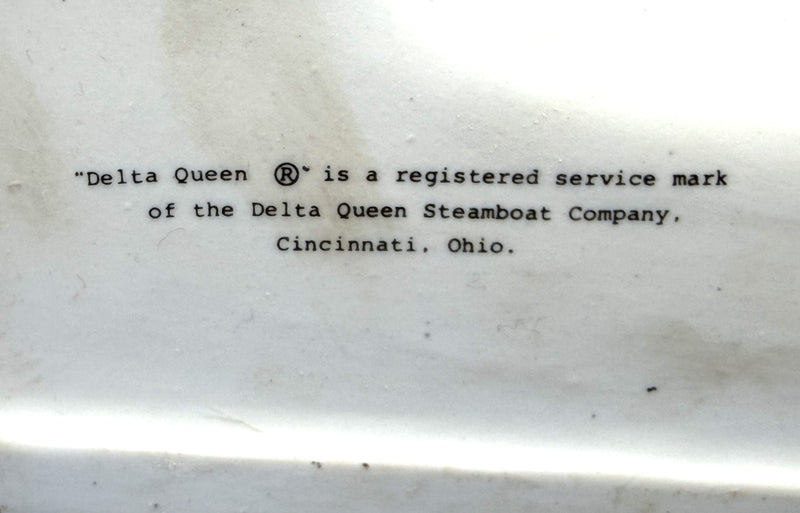 "Delta Queen ®" is a registered service mark
of the Delta Queen Steamboat Company,
Cincinnati, Ohio.